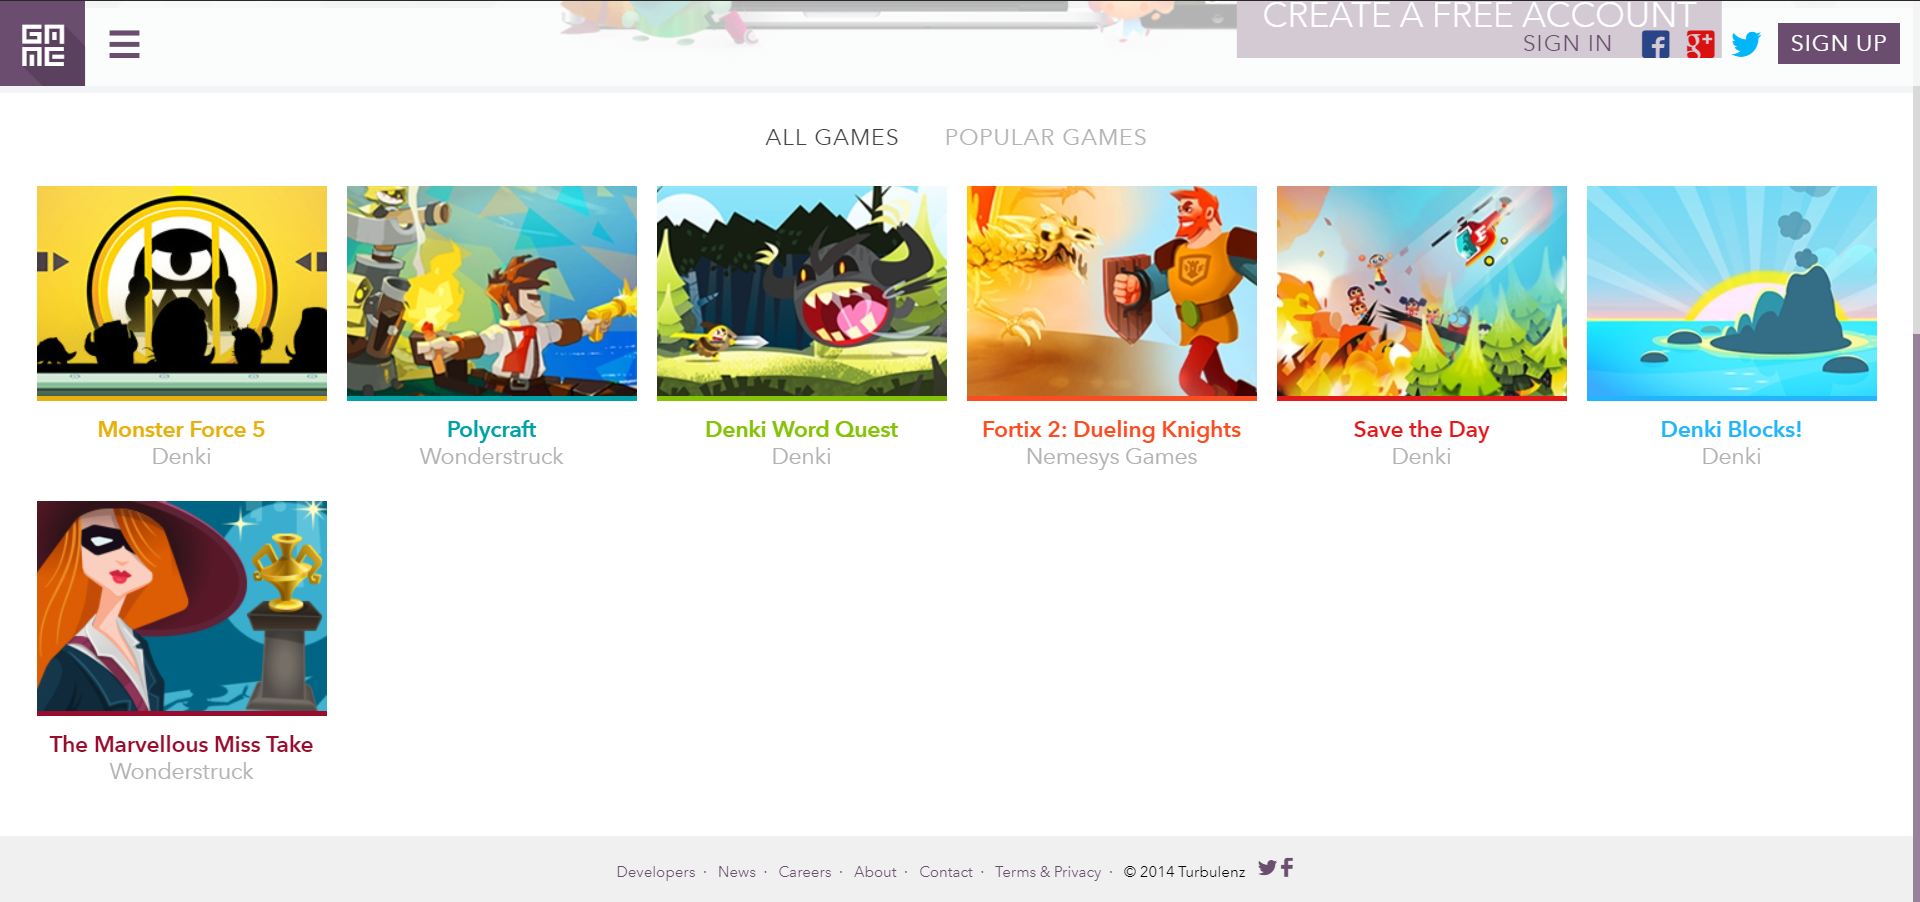 CREATE A FREE ACCOUNT
GAME
SIGN IN
SIGN UP
ALL GAMES
POPULAR GAMES
Monster Force 5
Denki
Polycraft
Wonderstruck
Denki Word Quest
Denki
Fortix 2: Dueling Knights
Nemesys Games
Save the Day
Denki
Denki Blocks!
Denki
The Marvellous Miss Take
Wonderstruck
Developers · News · Careers · About · Contact · Terms & Privacy · © 2014 Turbulenz